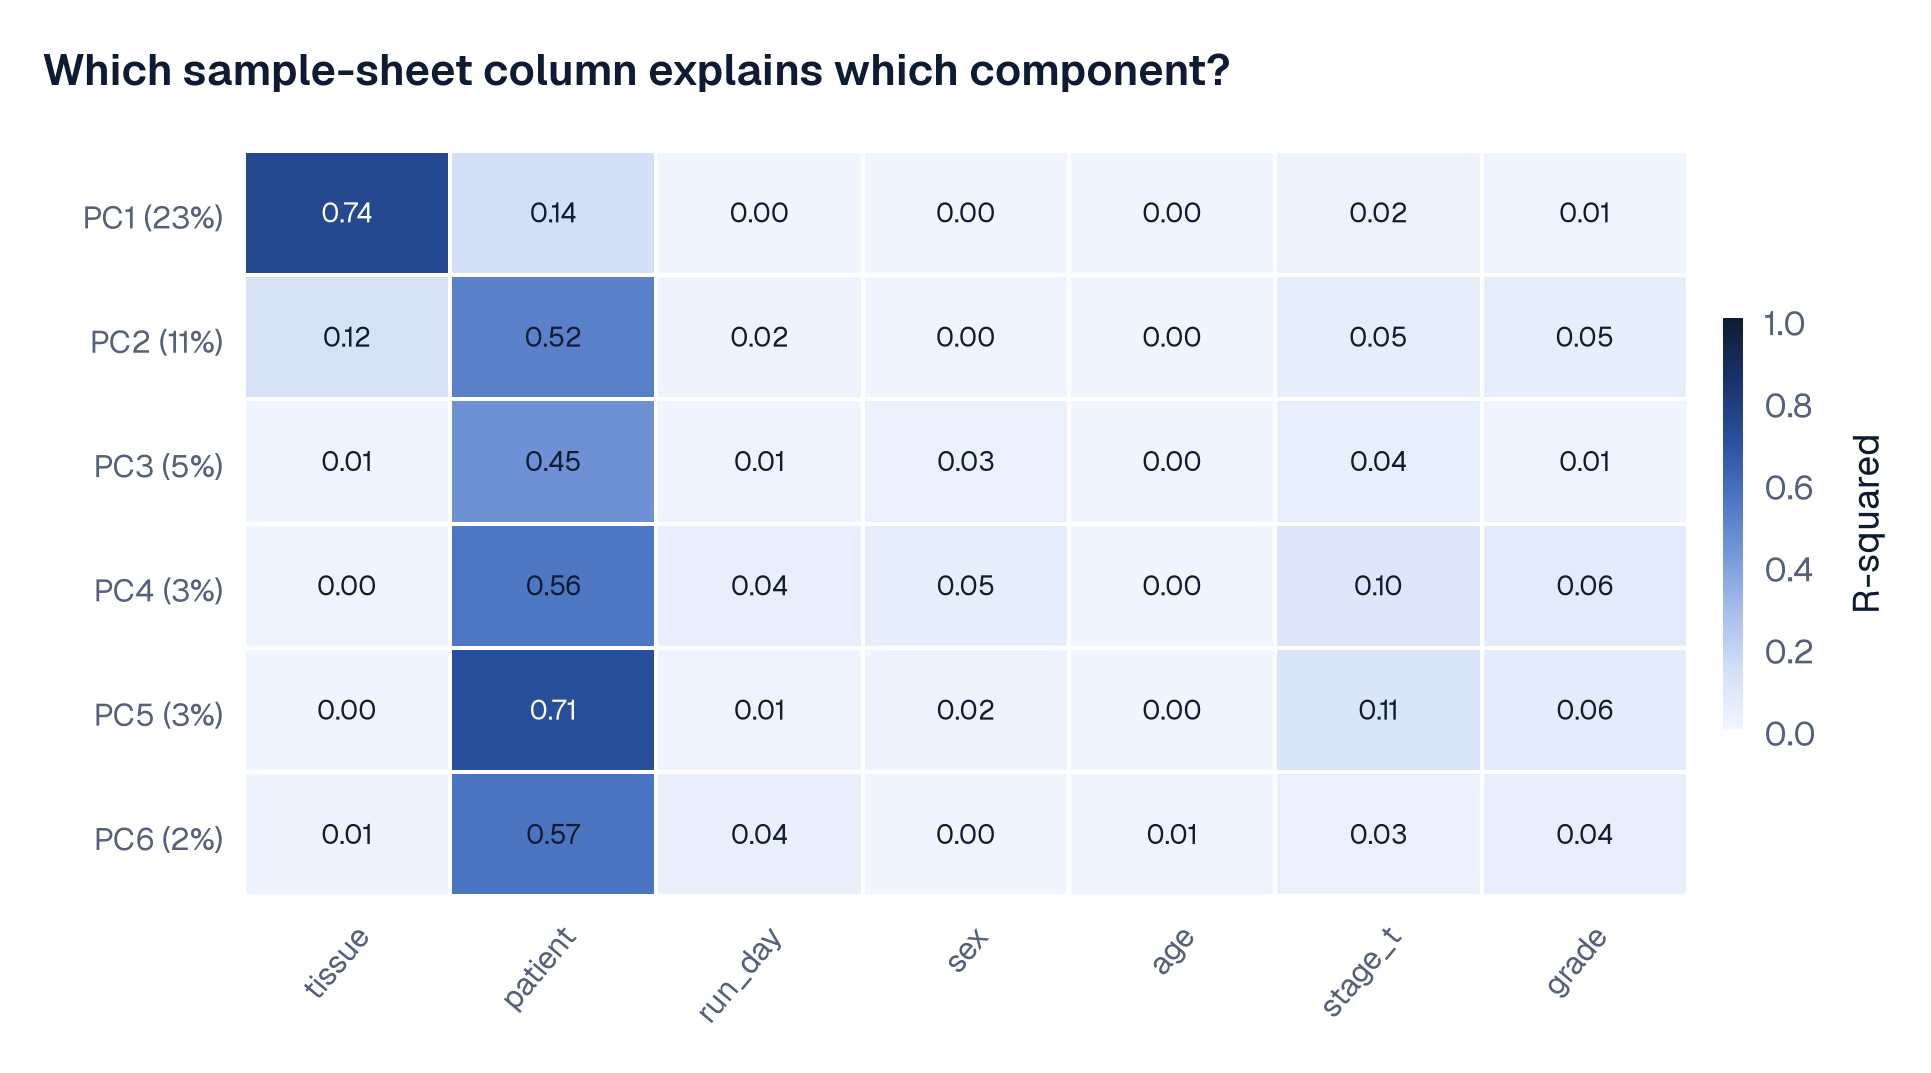 Which sample-sheet column explains which component?
PC1 (23%) 0.74 0.14 0.00 0.00 0.00 0.02 0.01
PC2 (11%) 0.12 0.52 0.02 0.00 0.00 0.05 0.05
PC3 (5%) 0.01 0.45 0.01 0.03 0.00 0.04 0.01
PC4 (3%) 0.00 0.56 0.04 0.05 0.00 0.10 0.06
PC5 (3%) 0.00 0.71 0.01 0.02 0.00 0.11 0.06
PC6 (2%) 0.01 0.57 0.04 0.00 0.01 0.03 0.04
tissue patient run_day sex age stage_t grade
1.0
0.8
0.6
0.4
0.2
0.0
R-squared